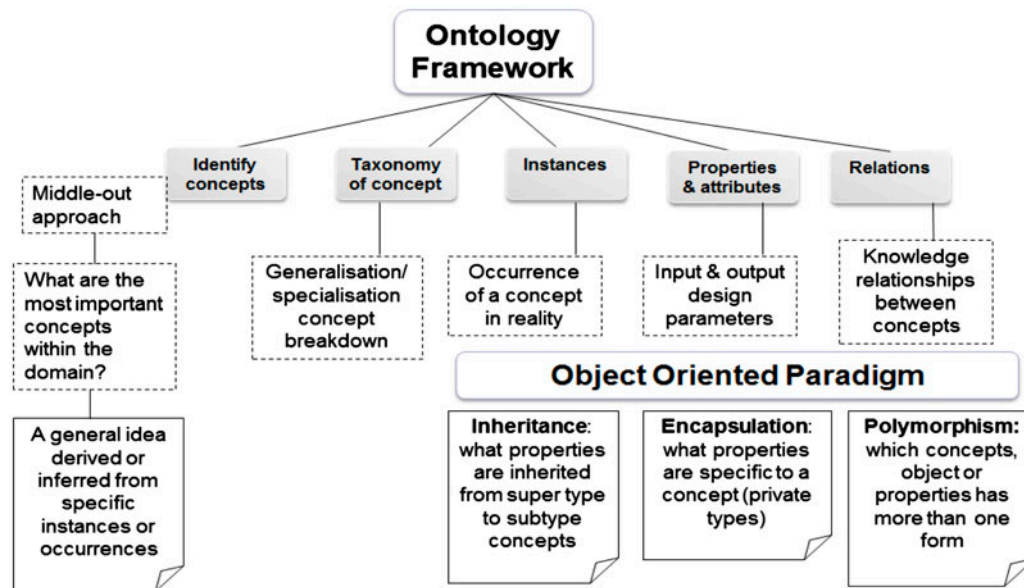 Ontology
Framework
Identify
concepts
Taxonomy
of concept
Instances
Properties
& attributes
Relations
Middle-out
approach
What are the
most important
concepts
within the
domain?
A general idea
derived or
inferred from
specific
instances or
occurrences
Generalisation/
specialisation
concept
breakdown
Occurrence
of a concept
in reality
Input & output
design
parameters
Knowledge
relationships
between
concepts
Object Oriented Paradigm
Inheritance:
what properties
are inherited
from super type
to subtype
concepts
Encapsulation:
what properties
are specific to a
concept (private
types)
Polymorphism:
which concepts,
object or
properties has
more than one
form